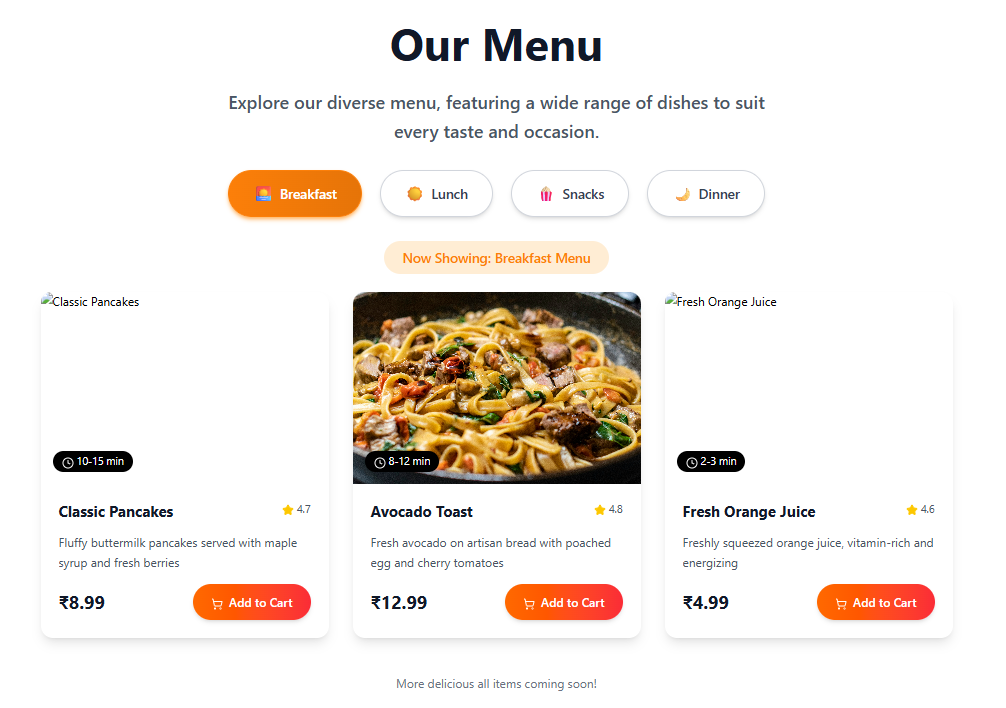 Our Menu
Explore our diverse menu, featuring a wide range of dishes to suit
every taste and occasion.
Breakfast
Lunch
Snacks
Dinner
Now Showing: Breakfast Menu
Classic Pancakes
10-15 min
Classic Pancakes
4.7
Fluffy buttermilk pancakes served with maple
syrup and fresh berries
₹8.99
Add to Cart
8-12 min
Avocado Toast
4.8
Fresh avocado on artisan bread with poached
egg and cherry tomatoes
₹12.99
Add to Cart
Fresh Orange Juice
2-3 min
Fresh Orange Juice
4.6
Freshly squeezed orange juice, vitamin-rich and
energizing
₹4.99
Add to Cart
More delicious all items coming soon!